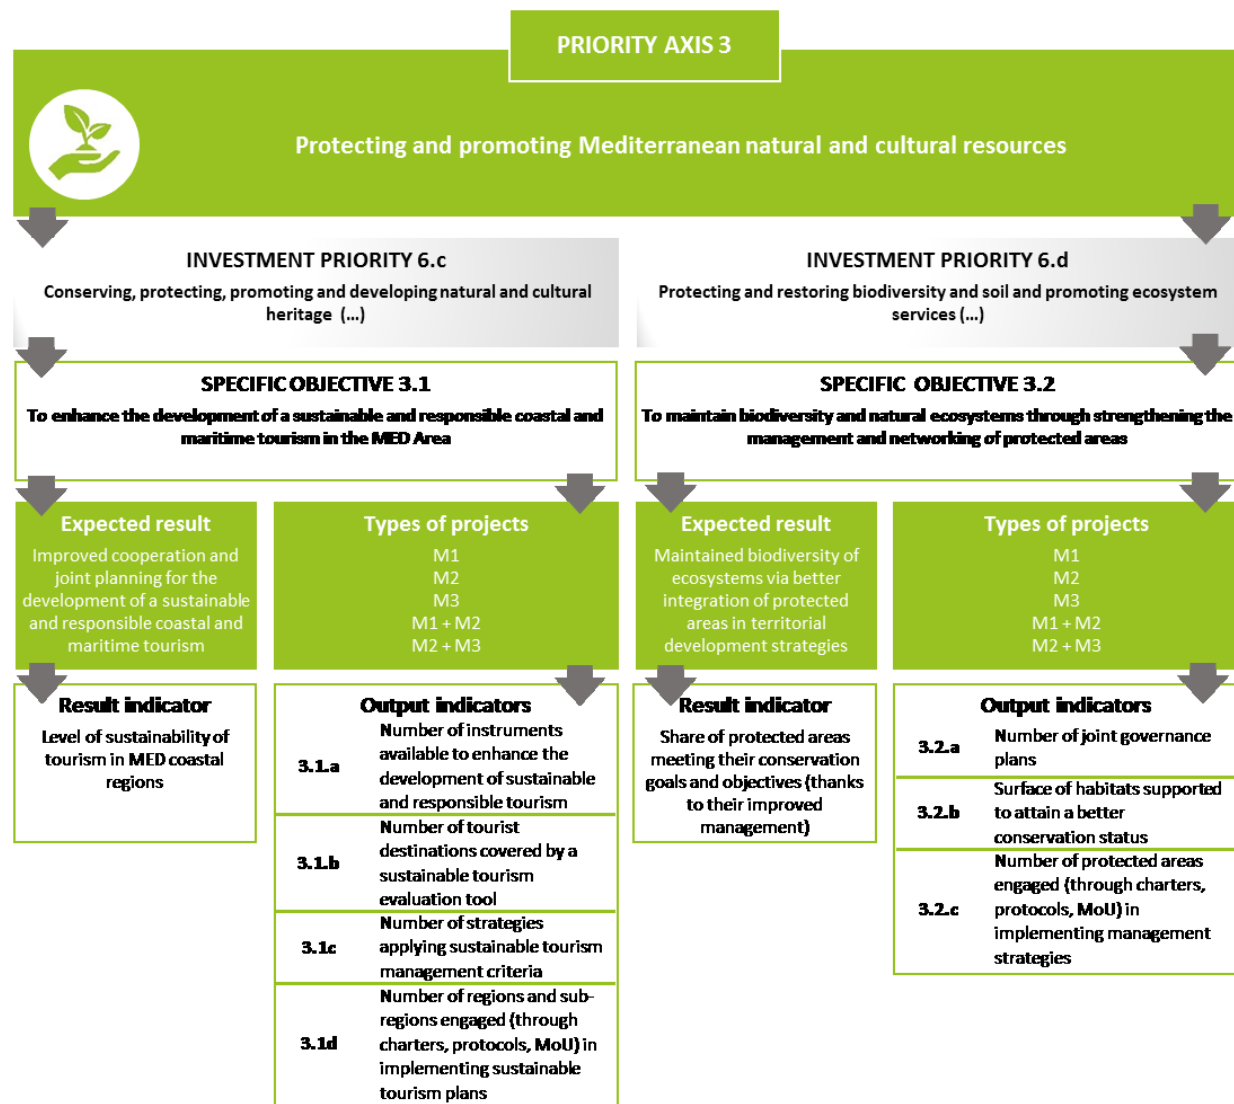 PRIORITY AXIS 3
Protecting and promoting Mediterranean natural and cultural resources
INVESTMENT PRIORITY 6.c
Conserving, protecting, promoting and developing natural and cultural
heritage (...)
INVESTMENT PRIORITY 6.d
Protecting and restoring biodiversity and soil and promoting ecosystem
services (...)
SPECIFIC OBJECTIVE 3.1
To enhance the development of a sustainable and responsible coastal and
maritime tourism in the MED Area
SPECIFIC OBJECTIVE 3.2
To maintain biodiversity and natural ecosystems through strengthening the
management and networking of protected areas
Expected result
Improved cooperation and
joint planning for the
development of a sustainable
and responsible coastal and
maritime tourism
Types of projects
M1
M2
M3
M1 + M2
M2 + M3
Expected result
Maintained biodiversity of
ecosystems via better
integration of protected
areas in territorial
development strategies
Types of projects
M1
M2
M3
M1 + M2
M2 + M3
Result indicator
Level of sustainability of
tourism in MED coastal
regions
Output indicators
3.1.a
Number of instruments
available to enhance the
development of sustainable
and responsible tourism
3.1.b
Number of tourist
destinations covered by a
sustainable tourism
evaluation tool
3.1c
Number of strategies
applying sustainable tourism
management criteria
3.1d
Number of regions and sub-
regions engaged (through
charters, protocols, MoU) in
implementing sustainable
tourism plans
Result indicator
Share of protected areas
meeting their conservation
goals and objectives (thanks
to their improved
management)
Output indicators
3.2.a
Number of joint governance
plans
3.2.b
Surface of habitats supported
to attain a better
conservation status
3.2.c
Number of protected areas
engaged (through charters,
protocols, MoU) in
implementing management
strategies